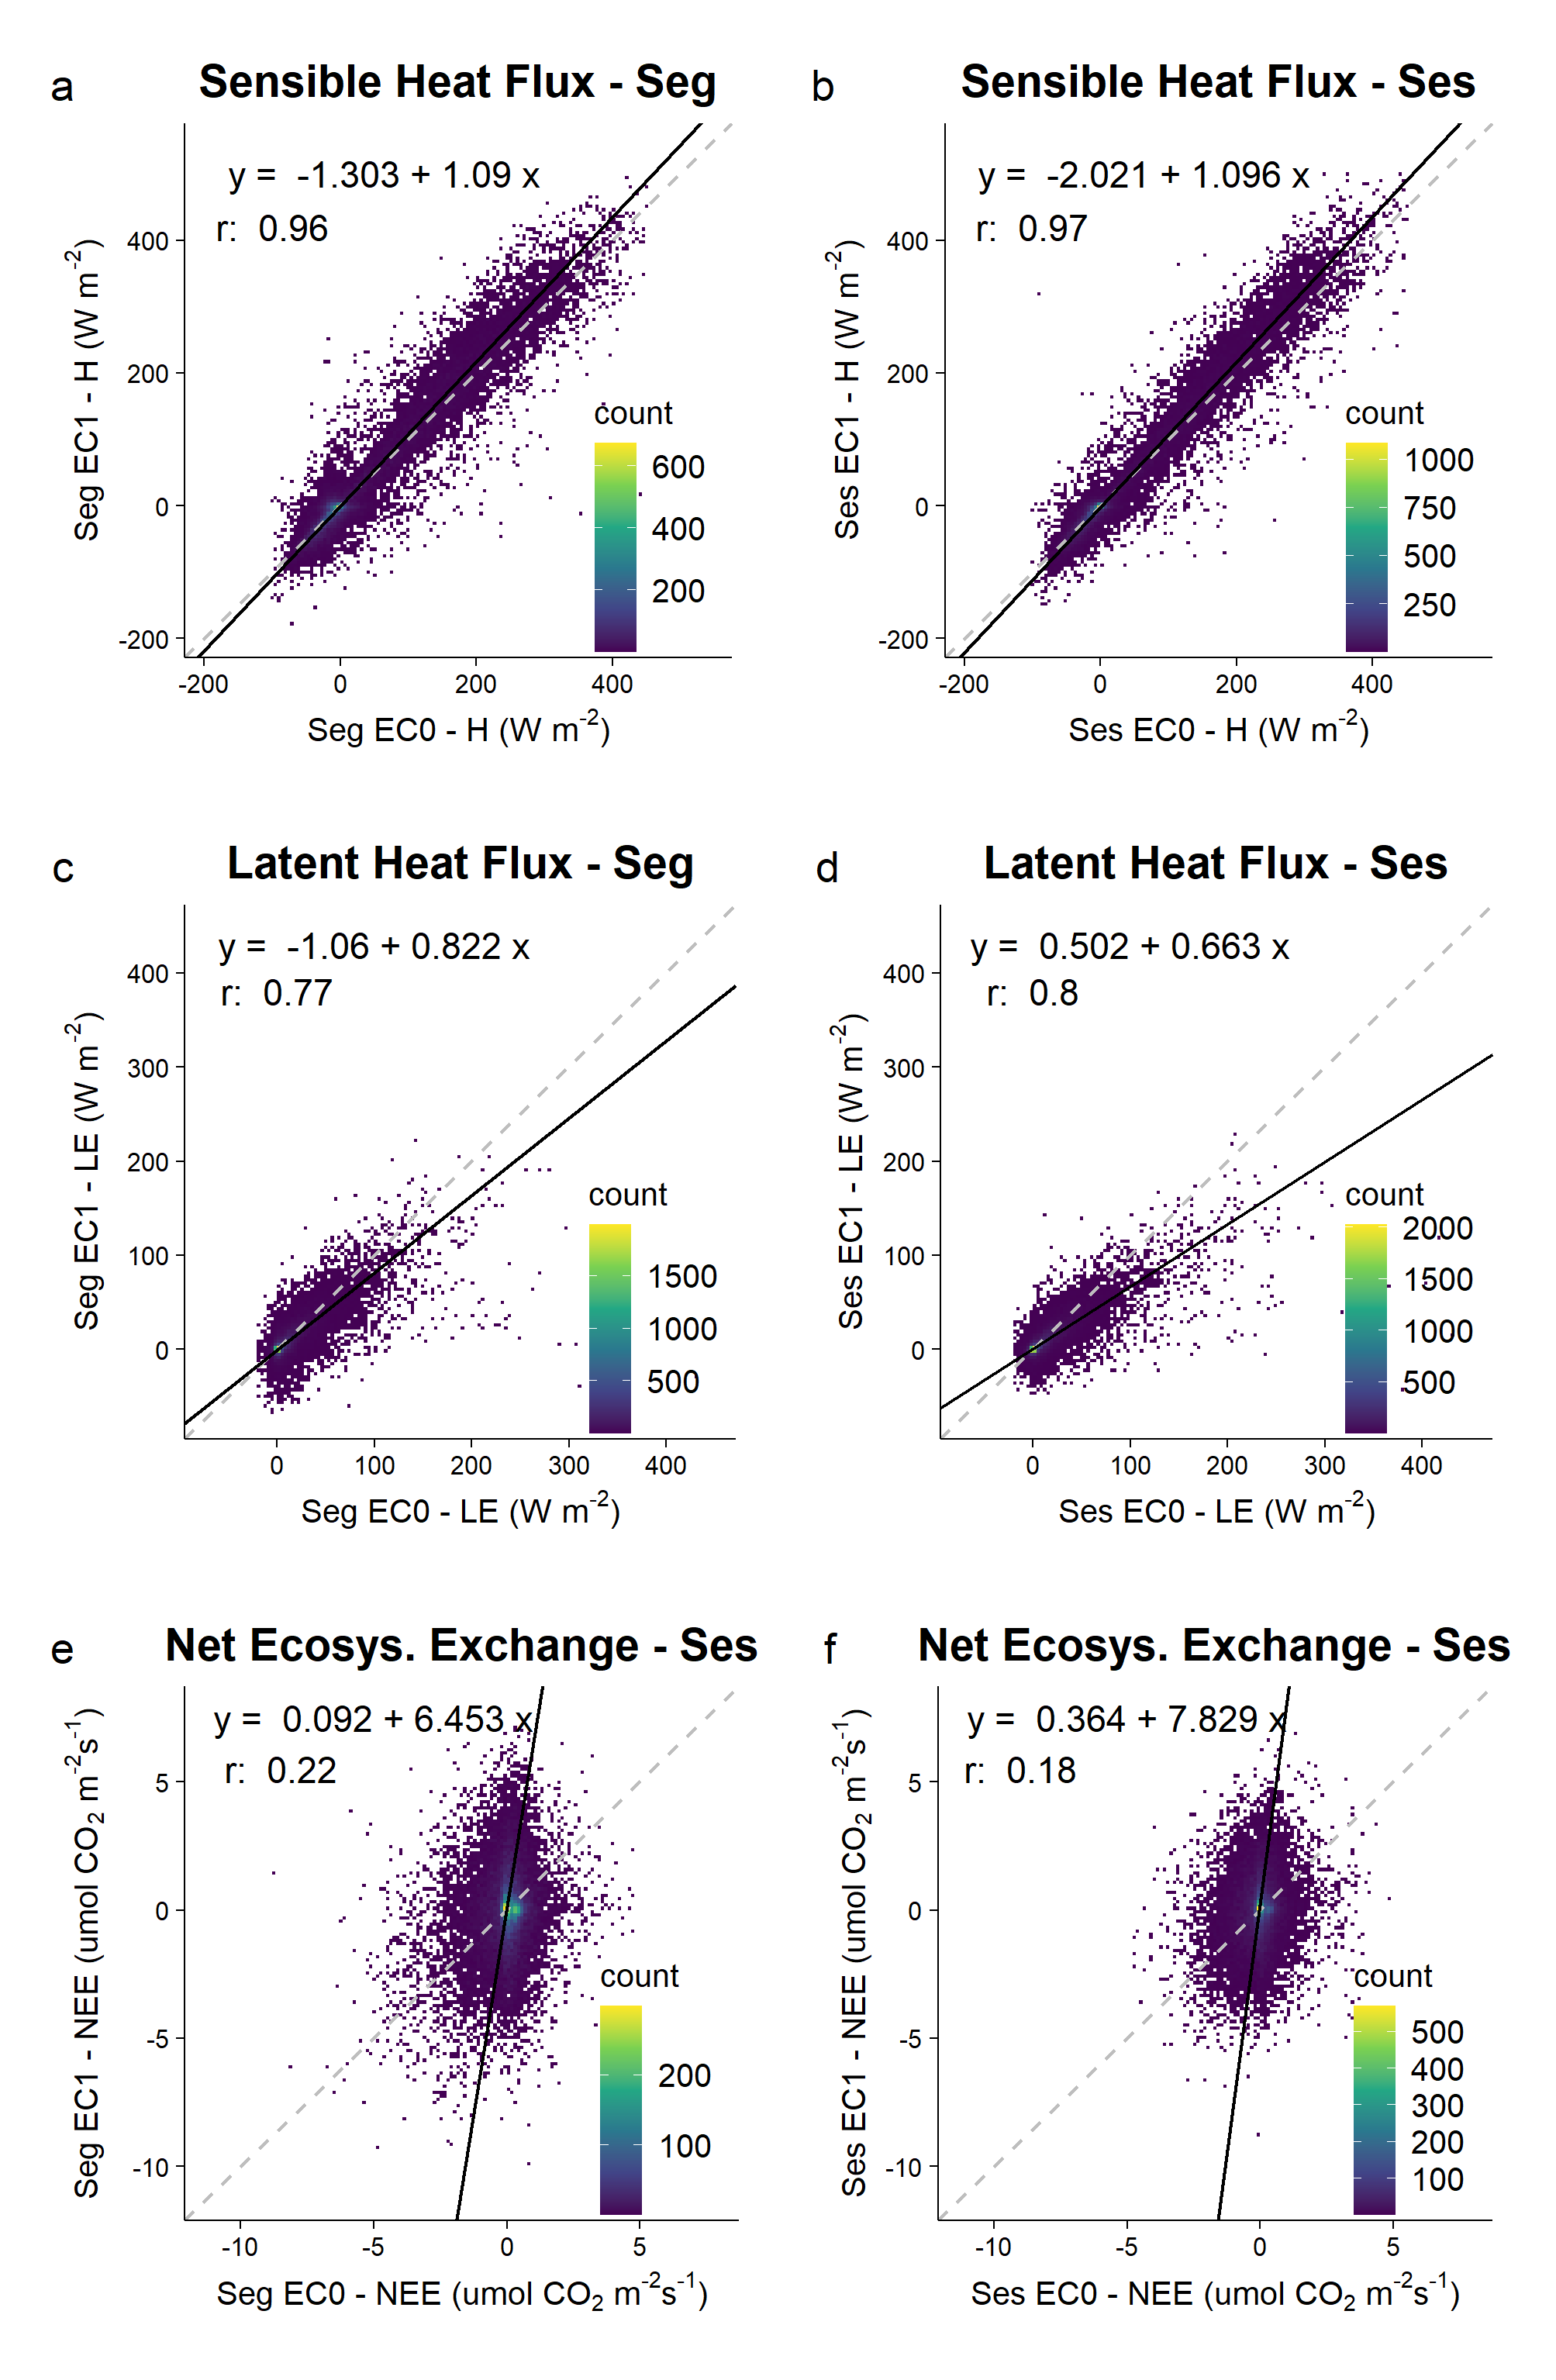 a
Sensible Heat Flux - Seg
y = -1.303 + 1.09 x
r: 0.96
Seg EC1 - H (W m-2)
400
200
0
-200
count
600
400
200
-200 0 200 400
Seg EC0 - H (W m-2)
b
Sensible Heat Flux - Ses
y = -2.021 + 1.096 x
r: 0.97
Ses EC1 - H (W m-2)
400
200
0
-200
count
1000
750
500
250
-200 0 200 400
Ses EC0 - H (W m-2)
c
Latent Heat Flux - Seg
y = -1.06 + 0.822 x
r: 0.77
Seg EC1 - LE (W m-2)
400
300
200
100
0
count
1500
1000
500
0 100 200 300 400
Seg EC0 - LE (W m-2)
d
Latent Heat Flux - Ses
y = 0.502 + 0.663 x
r: 0.8
Ses EC1 - LE (W m-2)
400
300
200
100
0
count
2000
1500
1000
500
0 100 200 300 400
Ses EC0 - LE (W m-2)
e
Net Ecosys. Exchange - Ses
y = 0.092 + 6.453 x
r: 0.22
Seg EC1 - NEE (umol CO2 m-2s-1)
5
0
-5
-10
count
200
100
-10 -5 0 5
Seg EC0 - NEE (umol CO2 m-2s-1)
f
Net Ecosys. Exchange - Ses
y = 0.364 + 7.829 x
r: 0.18
Ses EC1 - NEE (umol CO2 m-2s-1)
5
0
-5
-10
count
500
400
300
200
100
-10 -5 0 5
Ses EC0 - NEE (umol CO2 m-2s-1)